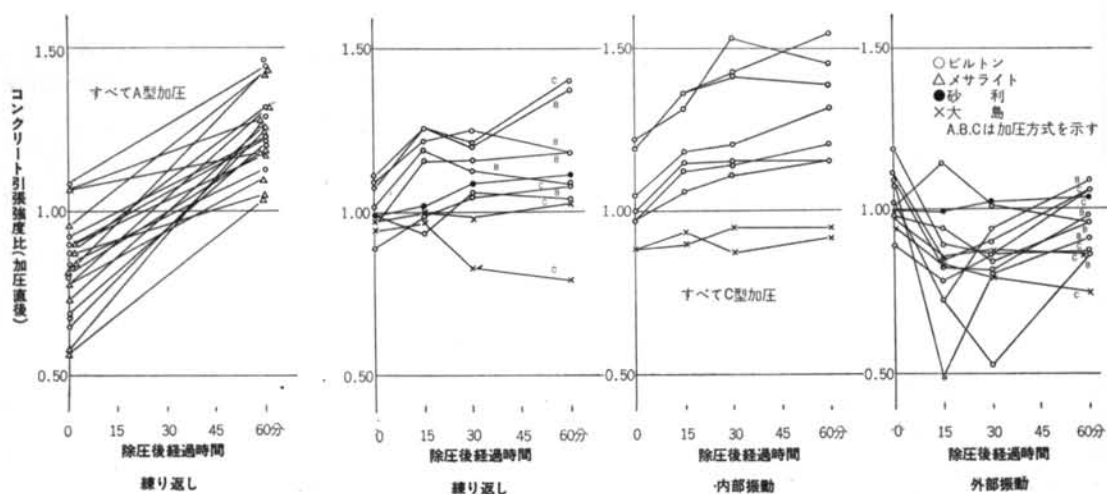 コンクリート引張強度比(加圧直後)
1.50
1.00
0.50
すべてA型加圧
0 15 30 45 60分
除圧後経過時間
練り返し
1.50
1.00
0.50
C
B
B
B
C
B
C
C
0 15 30 45 60分
除圧後経過時間
練り返し
1.50
1.00
0.50
すべてC型加圧
0 15 30 45 60分
除圧後経過時間
内部振動
1.50
1.00
0.50
○ビルトン
△メサライト
●砂 利
×大 島
A.B.Cは加圧方式を示す
B
C
B
B
B
C
B
C
0 15 30 45 60分
除圧後経過時間
外部振動